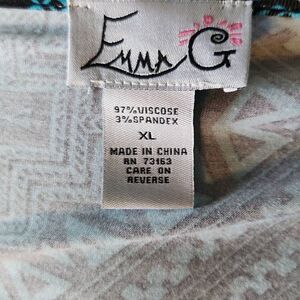 Emma G
97% VISCOSE
3% SPANDEX
XL
MADE IN CHINA
RN 73163
CARE ON
REVERSE